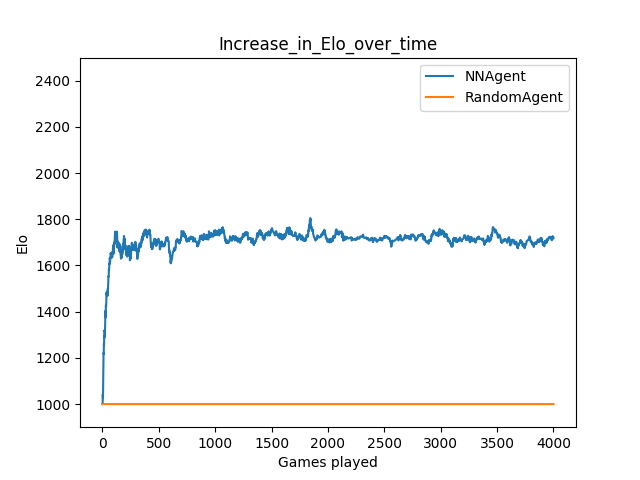 Increase_in_Elo_over_time
NNAgent
RandomAgent
2400
2200
2000
1800
1600
1400
1200
1000
Elo
0 500 1000 1500 2000 2500 3000 3500 4000
Games played